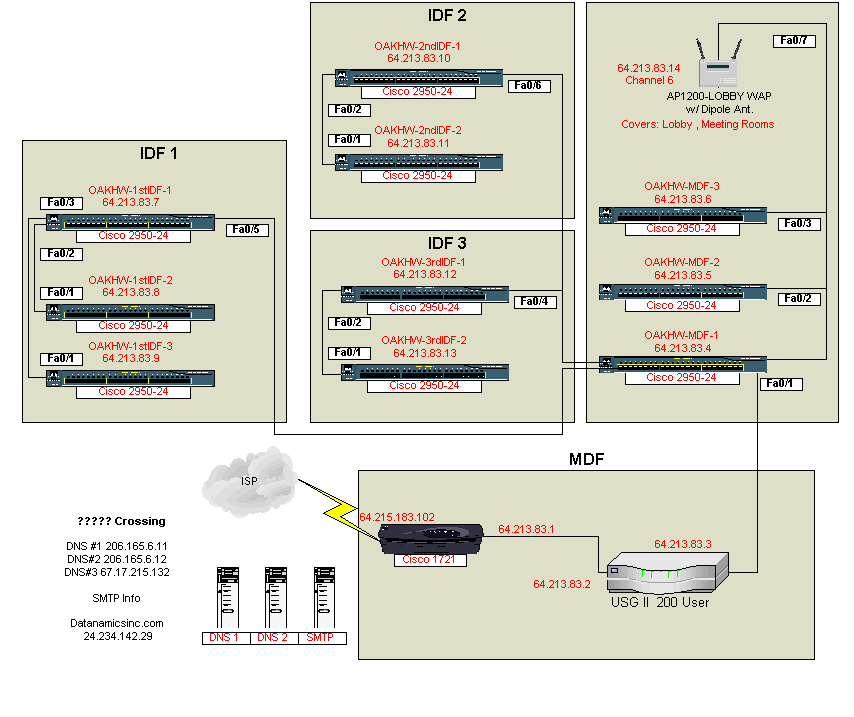 IDF 2
OAKHW-2ndIDF-1
64.213.83.10
Cisco 2950-24
Fa0/6
Fa0/2
Fa0/1
OAKHW-2ndIDF-2
64.213.83.11
Cisco 2950-24
Fa0/7
64.213.83.14
Channel 6
AP1200-LOBBY WAP
w/ Dipole Ant.
Covers: Lobby , Meeting Rooms
OAKHW-MDF-3
64.213.83.6
Cisco 2950-24
Fa0/3
OAKHW-MDF-2
64.213.83.5
Cisco 2950-24
Fa0/2
OAKHW-MDF-1
64.213.83.4
Cisco 2950-24
Fa0/1
IDF 1
OAKHW-1stIDF-1
64.213.83.7
Fa0/3
Cisco 2950-24
Fa0/5
Fa0/2
OAKHW-1stIDF-2
64.213.83.8
Fa0/1
Cisco 2950-24
OAKHW-1stIDF-3
64.213.83.9
Fa0/1
Cisco 2950-24
IDF 3
OAKHW-3rdIDF-1
64.213.83.12
Cisco 2950-24
Fa0/4
Fa0/2
OAKHW-3rdIDF-2
64.213.83.13
Fa0/1
Cisco 2950-24
MDF
ISP
64.215.183.102
Cisco 1721
64.213.83.1
64.213.83.3
64.213.83.2
USG II 200 User
????? Crossing
DNS #1 206.165.6.11
DNS#2 206.165.6.12
DNS#3 67.17.215.132
SMTP Info
Datanamicsinc.com
24.234.142.29
DNS 1
DNS 2
SMTP